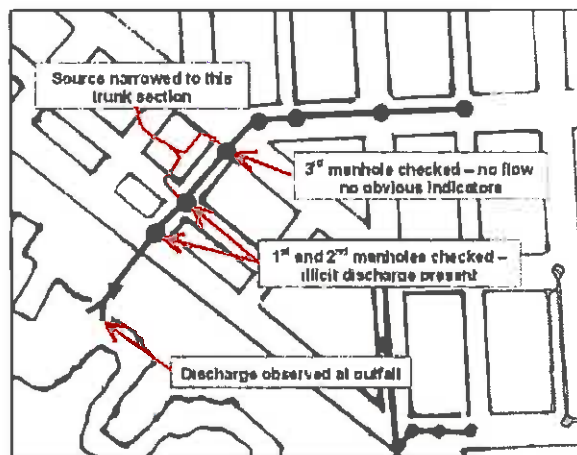 Source narrowed to this
trunk section
3rd manhole checked – no flow
no obvious indicators
1st and 2nd manholes checked –
illicit discharge present
Discharge observed at outfall